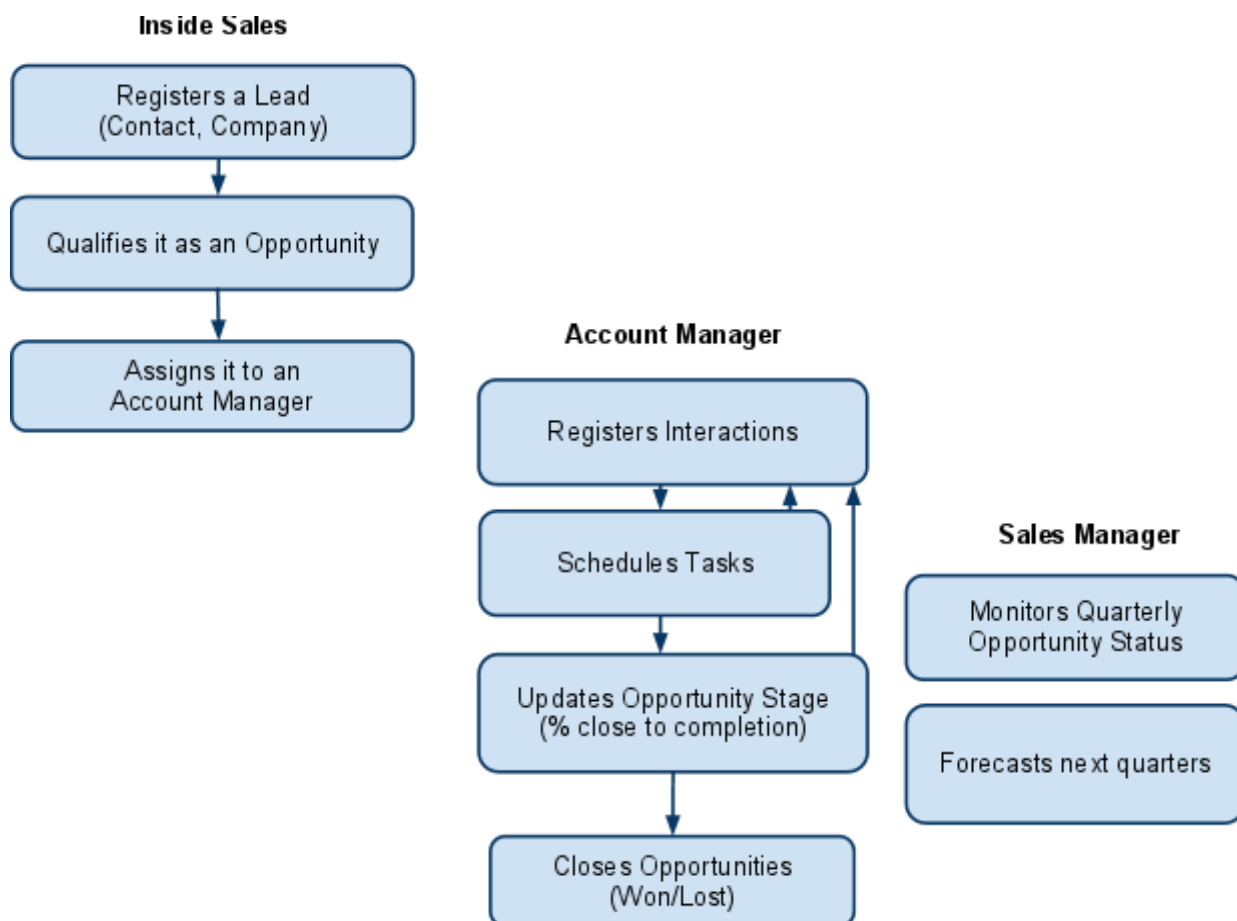 Inside Sales
Registers a Lead
(Contact, Company)
Qualifies it as an Opportunity
Assigns it to an
Account Manager
Account Manager
Registers Interactions
Schedules Tasks
Updates Opportunity Stage
(% close to completion)
Closes Opportunities
(Won/Lost)
Sales Manager
Monitors Quarterly
Opportunity Status
Forecasts next quarters